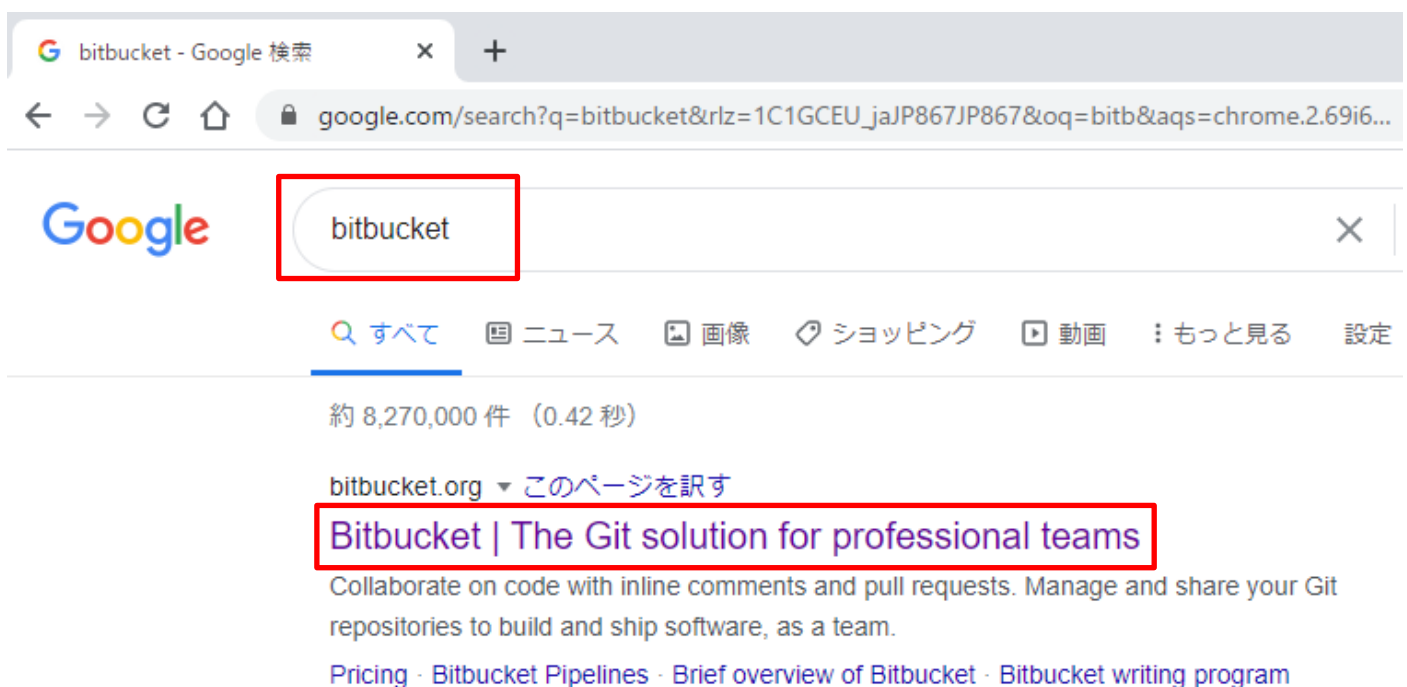 bitbucket - Google 検索
google.com/search?q=bitbucket&rlz=1C1GCEU_jaJP867JP867&oq=bitb&aqs=chrome.2.69i6...
Google
bitbucket
すべて ニュース 画像 ショッピング 動画 もっと見る 設定
約 8,270,000 件 （0.42 秒）
bitbucket.org ▼ このページを訳す
Bitbucket | The Git solution for professional teams
Collaborate on code with inline comments and pull requests. Manage and share your Git
repositories to build and ship software, as a team.
Pricing · Bitbucket Pipelines · Brief overview of Bitbucket · Bitbucket writing program